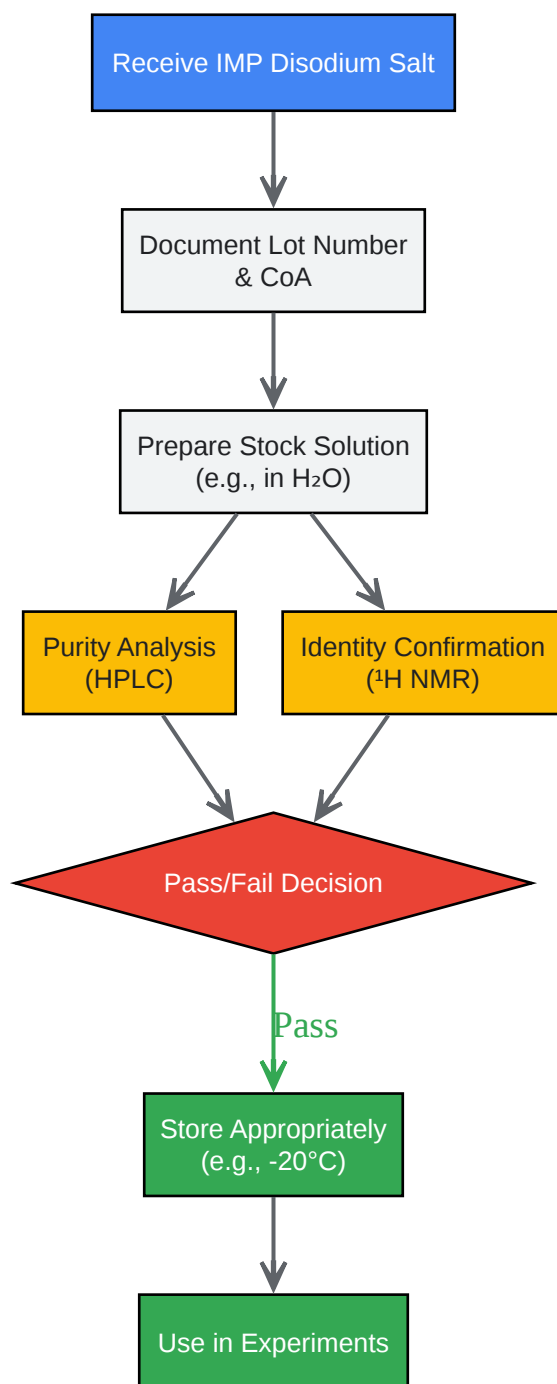 Receive IMP Disodium Salt
Document Lot Number
& CoA
Prepare Stock Solution
(e.g., in H₂O)
Purity Analysis
(HPLC)
Identity Confirmation
(¹H NMR)
Pass/Fail Decision
Pass
Store Appropriately
(e.g., -20°C)
Use in Experiments